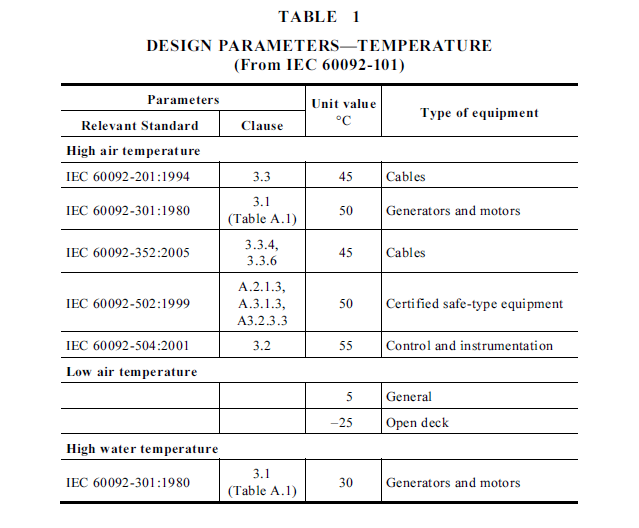 TABLE 1
DESIGN PARAMETERS—TEMPERATURE
(From IEC 60092-101)
Parameters
Unit value
°C
Type of equipment
Relevant Standard Clause
High air temperature
IEC 60092-201:1994 3.3 45 Cables
IEC 60092-301:1980 3.1
(Table A.1) 50 Generators and motors
IEC 60092-352:2005 3.3.4,
3.3.6 45 Cables
IEC 60092-502:1999 A.2.1.3,
A.3.1.3,
A3.2.3.3 50 Certified safe-type equipment
IEC 60092-504:2001 3.2 55 Control and instrumentation
Low air temperature
5 General
–25 Open deck
High water temperature
IEC 60092-301:1980 3.1
(Table A.1) 30 Generators and motors